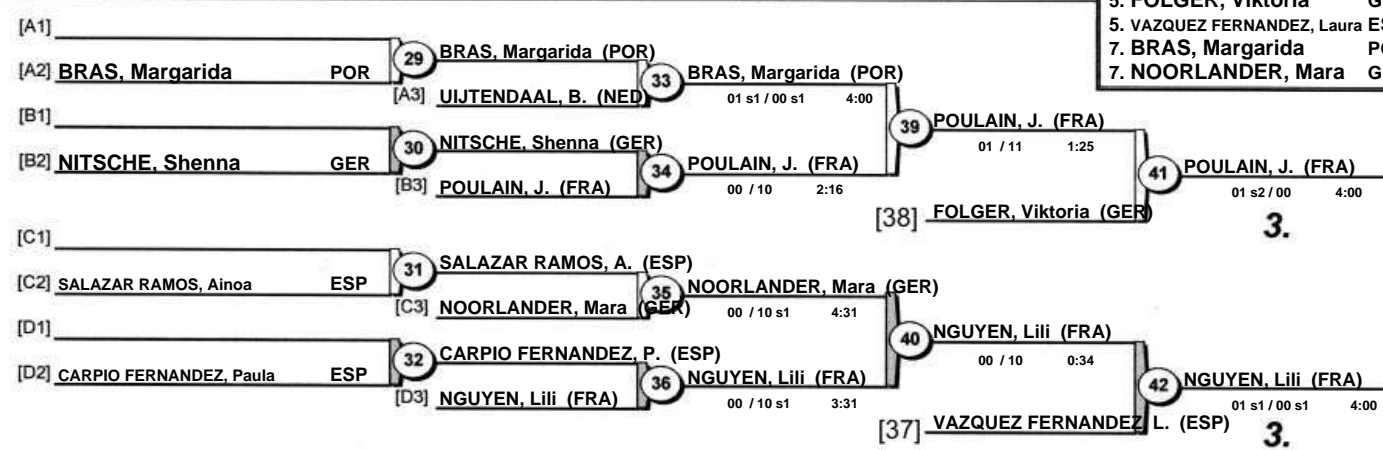 5. FOLGER, Viktoria G
5. VAZQUEZ FERNANDEZ, Laura ES
7. BRAS, Margarida PO
7. NOORLANDER, Mara G
[A1]
[A2] BRAS, Margarida POR
29
BRAS, Margarida (POR)
[A3] UIJTENDAAL, B. (NED)
33
BRAS, Margarida (POR)
01 s1 / 00 s1 4:00
[B1]
[B2] NITSCHE, Shenna GER
30
NITSCHE, Shenna (GER)
[B3] POULAIN, J. (FRA)
34
POULAIN, J. (FRA)
00 / 10 2:16
39
POULAIN, J. (FRA)
01 / 11 1:25
[38] FOLGER, Viktoria (GER)
41
POULAIN, J. (FRA)
01 s2 / 00 4:00
3.
[C1]
[C2] SALAZAR RAMOS, Ainoa ESP
31
SALAZAR RAMOS, A. (ESP)
[C3] NOORLANDER, Mara (GER)
35
NOORLANDER, Mara (GER)
00 / 10 s1 4:31
[D1]
[D2] CARPIO FERNANDEZ, Paula ESP
32
CARPIO FERNANDEZ, P. (ESP)
[D3] NGUYEN, Lili (FRA)
36
NGUYEN, Lili (FRA)
00 / 10 s1 3:31
40
NGUYEN, Lili (FRA)
00 / 10 0:34
[37] VAZQUEZ FERNANDEZ, L. (ESP)
42
NGUYEN, Lili (FRA)
01 s1 / 00 s1 4:00
3.